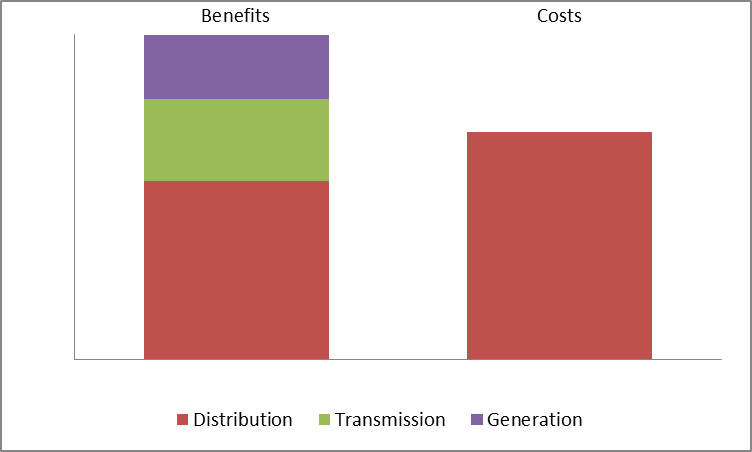 Benefits Costs
Distribution Transmission Generation